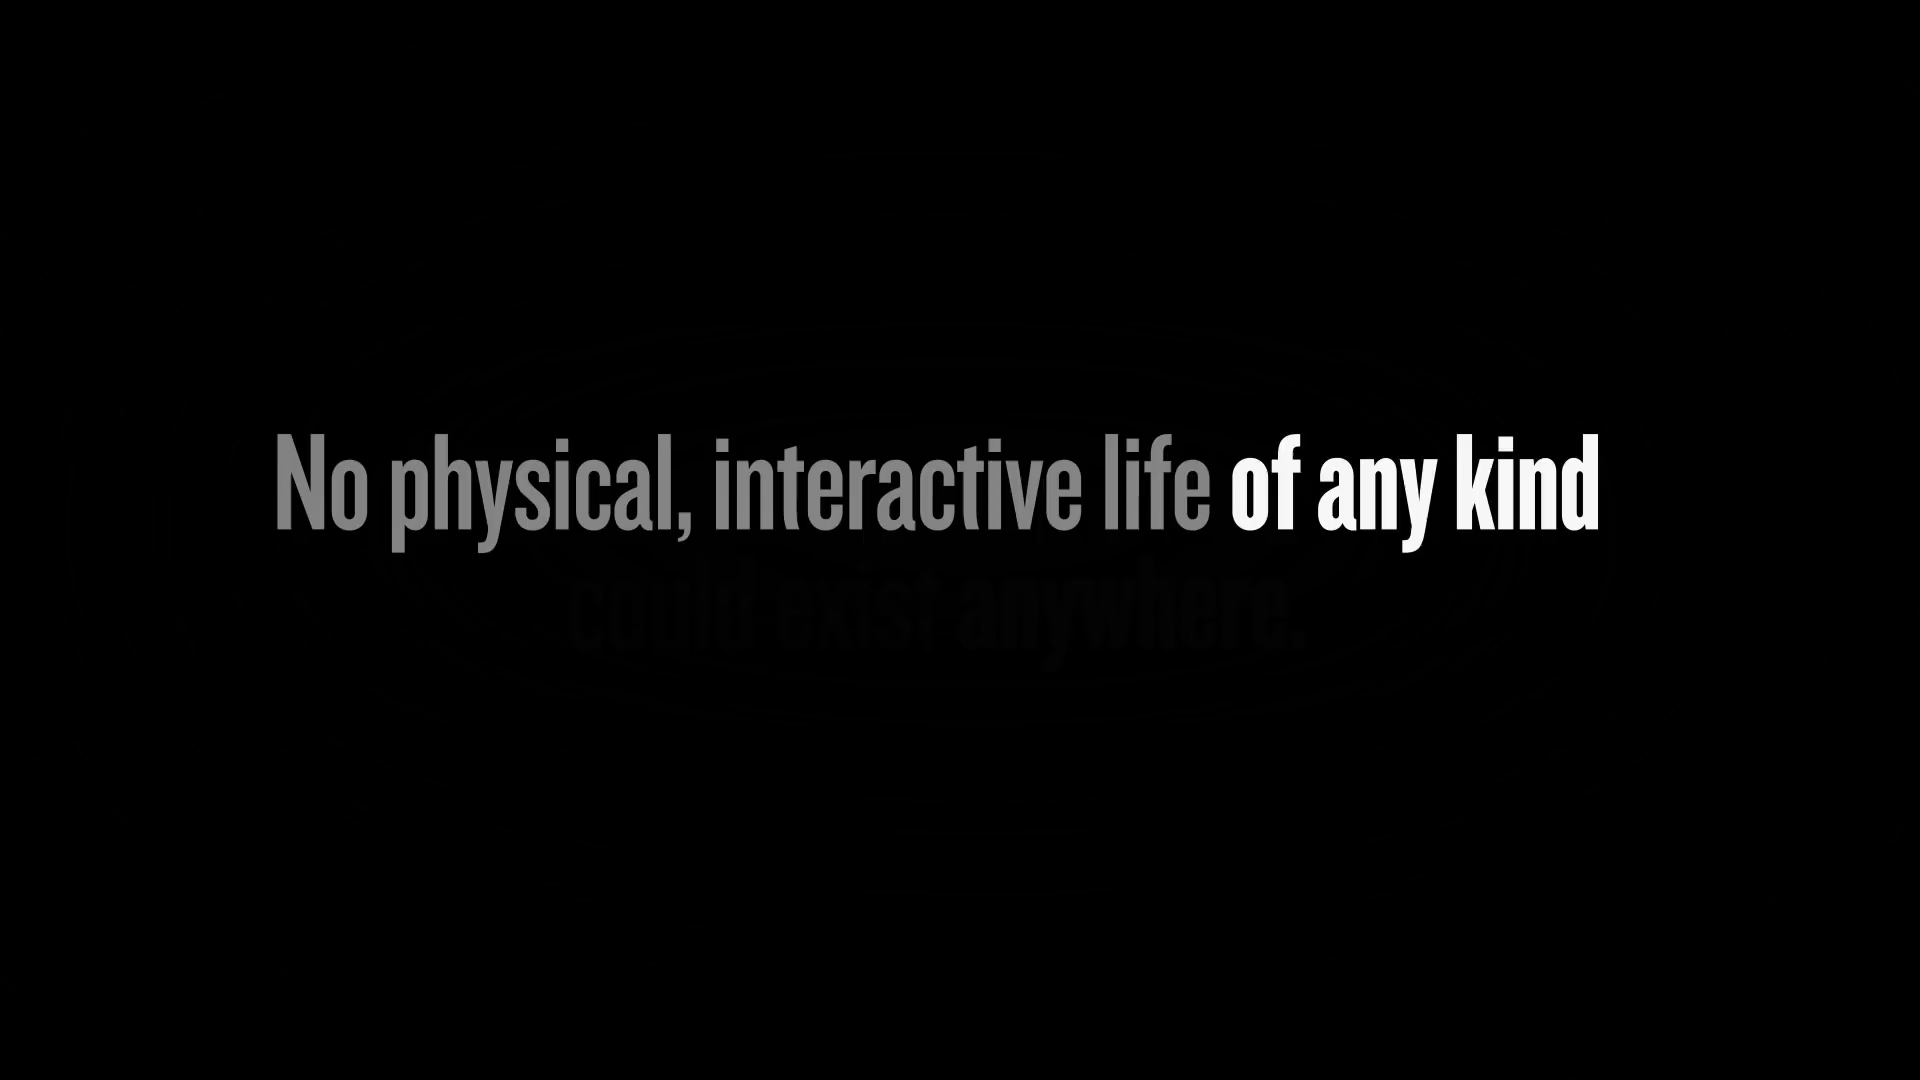 No physical, interactive life of any kind
could exist anywhere.